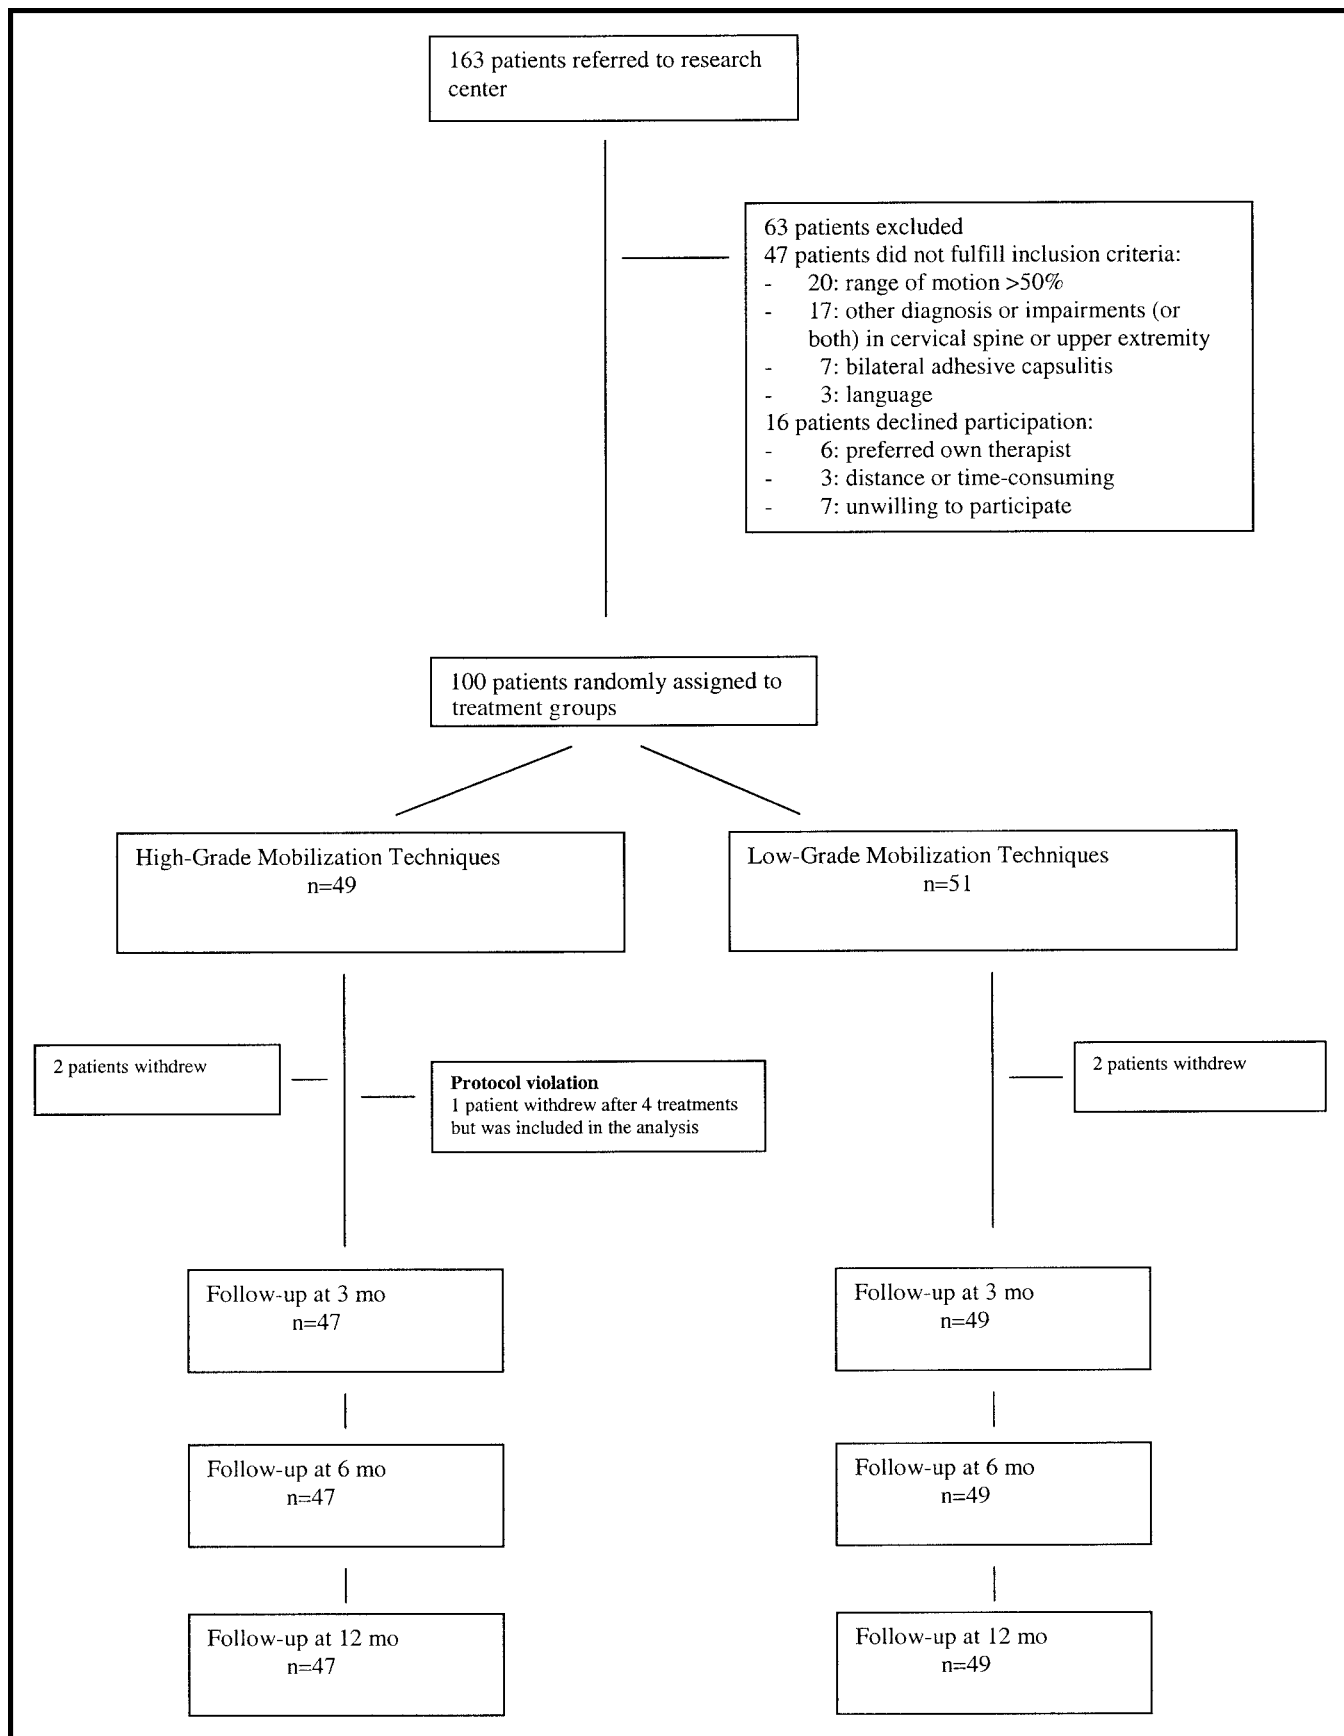 163 patients referred to research
center
63 patients excluded
47 patients did not fulfill inclusion criteria:
- 20: range of motion >50%
- 17: other diagnosis or impairments (or
both) in cervical spine or upper extremity
- 7: bilateral adhesive capsulitis
- 3: language
16 patients declined participation:
- 6: preferred own therapist
- 3: distance or time-consuming
- 7: unwilling to participate
100 patients randomly assigned to
treatment groups
High-Grade Mobilization Techniques
n=49
Low-Grade Mobilization Techniques
n=51
2 patients withdrew
Protocol violation
1 patient withdrew after 4 treatments
but was included in the analysis
2 patients withdrew
Follow-up at 3 mo
n=47
Follow-up at 3 mo
n=49
Follow-up at 6 mo
n=47
Follow-up at 6 mo
n=49
Follow-up at 12 mo
n=47
Follow-up at 12 mo
n=49